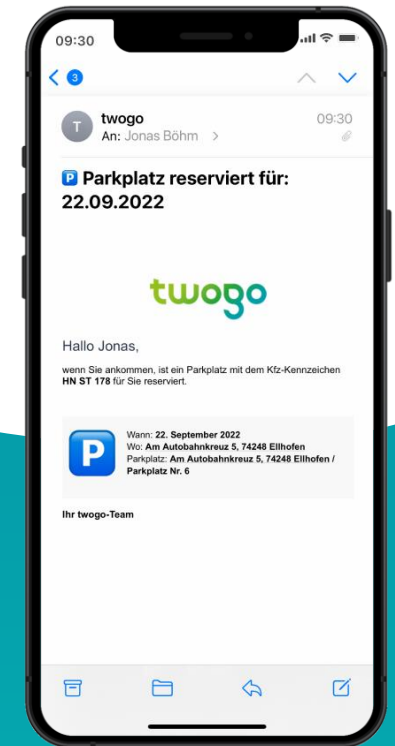 09:30
3
T
twogo
09:30
An: Jonas Böhm >
P Parkplatz reserviert für:
22.09.2022
twogo
Hallo Jonas,
wenn Sie ankommen, ist ein Parkplatz mit dem Kfz-Kennzeichen
HN ST 178 für Sie reserviert.
P
Wann: 22. September 2022
Wo: Am Autobahnkreuz 5, 74248 Ellhofen
Parkplatz: Am Autobahnkreuz 5, 74248 Ellhofen /
Parkplatz Nr. 6
Ihr twogo-Team